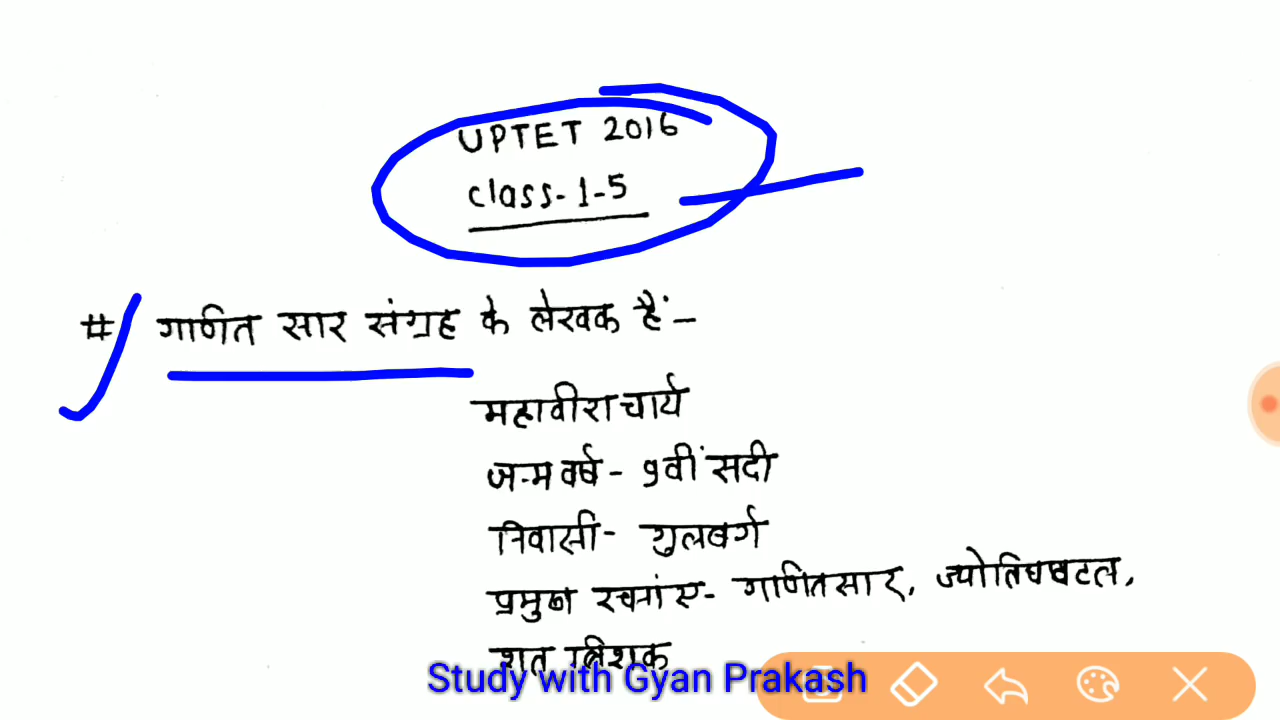 UPTET 2016
class-1-5
# गणित सार संग्रह के लेखक हैं-
महावीराचार्य
जन्म वर्ष - 9वीं सदी
निवासी- गुलबर्ग
प्रमुख रचनांए- गणितसार, ज्योतिषपटल,
शत
Study with Gyan Prakash